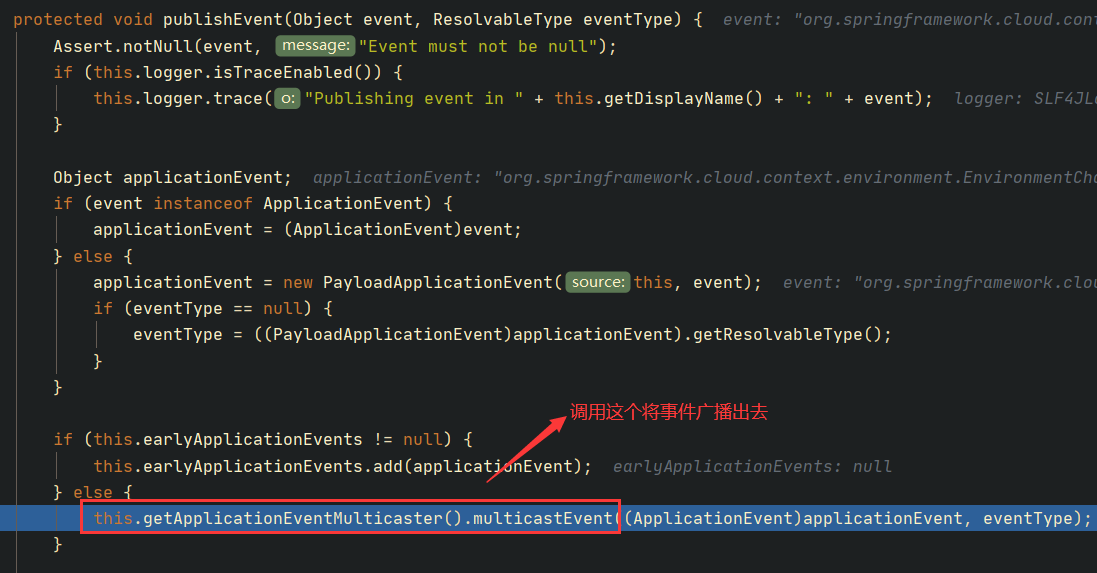 protected void publishEvent(Object event, ResolvableType eventType) { event: "org.springframework.cloud.cont
Assert.notNull(event, message: "Event must not be null");
if (this.logger.isTraceEnabled()) {
this.logger.trace( o: "Publishing event in " + this.getDisplayName() + ": " + event); logger: SLF4JLo
}
Object applicationEvent; applicationEvent: "org.springframework.cloud.context.environment.EnvironmentCha
if (event instanceof ApplicationEvent) {
applicationEvent = (ApplicationEvent)event;
} else {
applicationEvent = new PayloadApplicationEvent( source: this, event); event: "org.springframework.clou
if (eventType == null) {
eventType = ((PayloadApplicationEvent)applicationEvent).getResolvableType();
}
}
调用这个将事件广播出去
if (this.earlyApplicationEvents != null) {
this.earlyApplicationEvents.add(applicationEvent); earlyApplicationEvents: null
} else {
this.getApplicationEventMulticaster().multicastEvent((ApplicationEvent)applicationEvent, eventType);
}